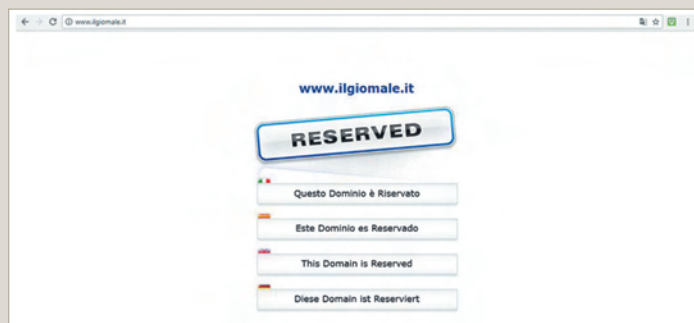 www.ilgiomale.it
www.ilgiomale.it
RESERVED
Questo Dominio è Riservato
Este Dominio es Reservado
This Domain is Reserved
Diese Domain ist Reserviert